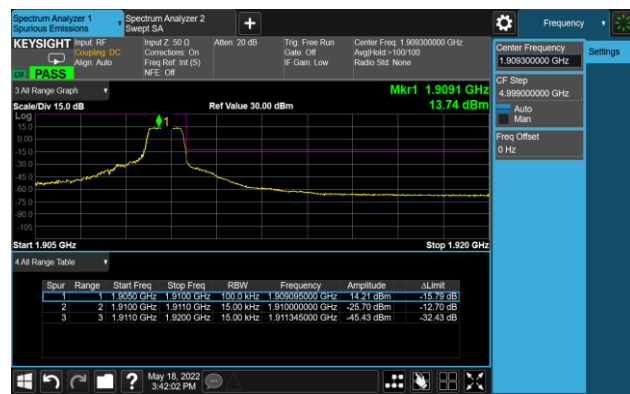 Spectrum Analyzer 1
Spurious Emissions
Spectrum Analyzer 2
Swept SA
Frequency
KEYSIGHT
Input: RF
Coupling: DC
Align: Auto
Input Z: 50 Ω
Corrections: On
Freq Ref: Int (S)
NFE: Off
Atten: 20 dB
Trig: Free Run
Gate: Off
IF Gain: Low
Center Freq: 1.909300000 GHz
Avg|Hold:>100/100
Radio Std: None
PASS
Center Frequency
1.909300000 GHz
Settings
CF Step
4.999000000 MHz
Auto
Man
Freq Offset
0 Hz
3 All Range Graph
Mkr1 1.9091 GHz
13.74 dBm
Scale/Div 15.0 dB
Ref Value 30.00 dBm
Log
15.0
0.00
-15.0
-30.0
-45.0
-60.0
-75.0
-90.0
-105
1
Start 1.905 GHz
Stop 1.920 GHz
4 All Range Table
Spur Range Start Freq Stop Freq RBW Frequency Amplitude ΔLimit
1 1 1.9050 GHz 1.9100 GHz 100.0 kHz 1.909095000 GHz 14.21 dBm -15.79 dB
2 2 1.9100 GHz 1.9110 GHz 15.00 kHz 1.910000000 GHz -25.70 dBm -12.70 dB
3 3 1.9110 GHz 1.9200 GHz 15.00 kHz 1.911345000 GHz -45.43 dBm -32.43 dB
?
May 18, 2022
3:42:02 PM